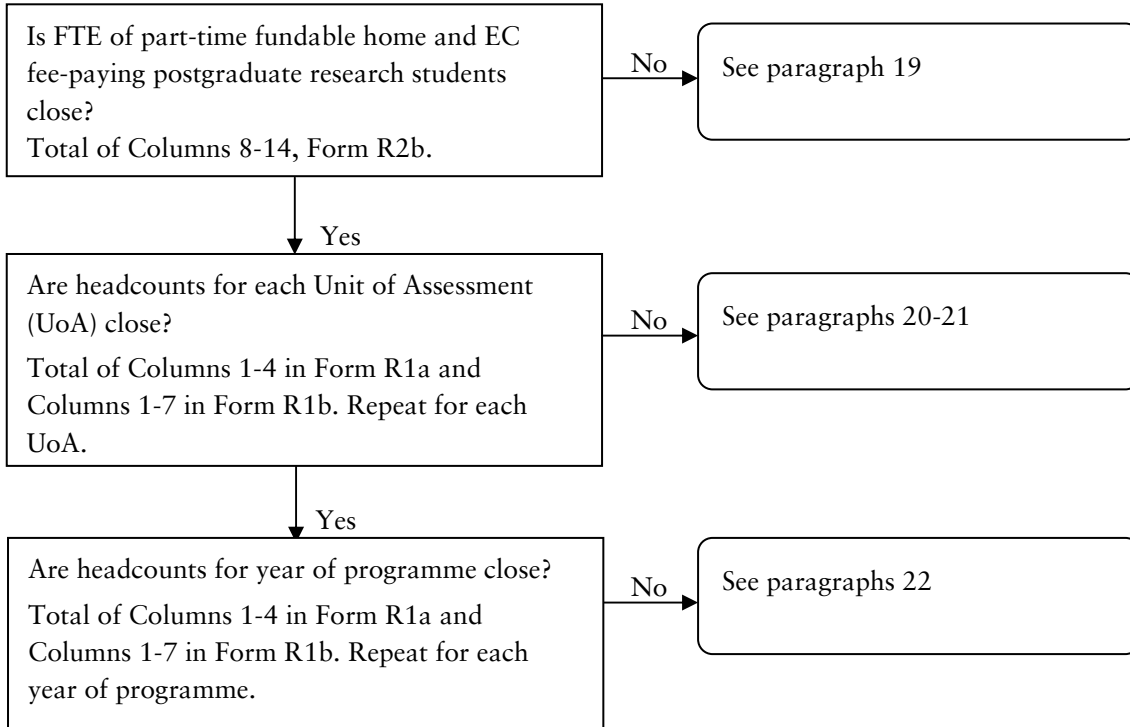 Is FTE of part-time fundable home and EC
fee-paying postgraduate research students
close?
Total of Columns 8-14, Form R2b.
No
See paragraph 19
Yes
Are headcounts for each Unit of Assessment
(UoA) close?
Total of Columns 1-4 in Form R1a and
Columns 1-7 in Form R1b. Repeat for each
UoA.
No
See paragraphs 20-21
Yes
Are headcounts for year of programme close?
Total of Columns 1-4 in Form R1a and
Columns 1-7 in Form R1b. Repeat for each
year of programme.
No
See paragraphs 22